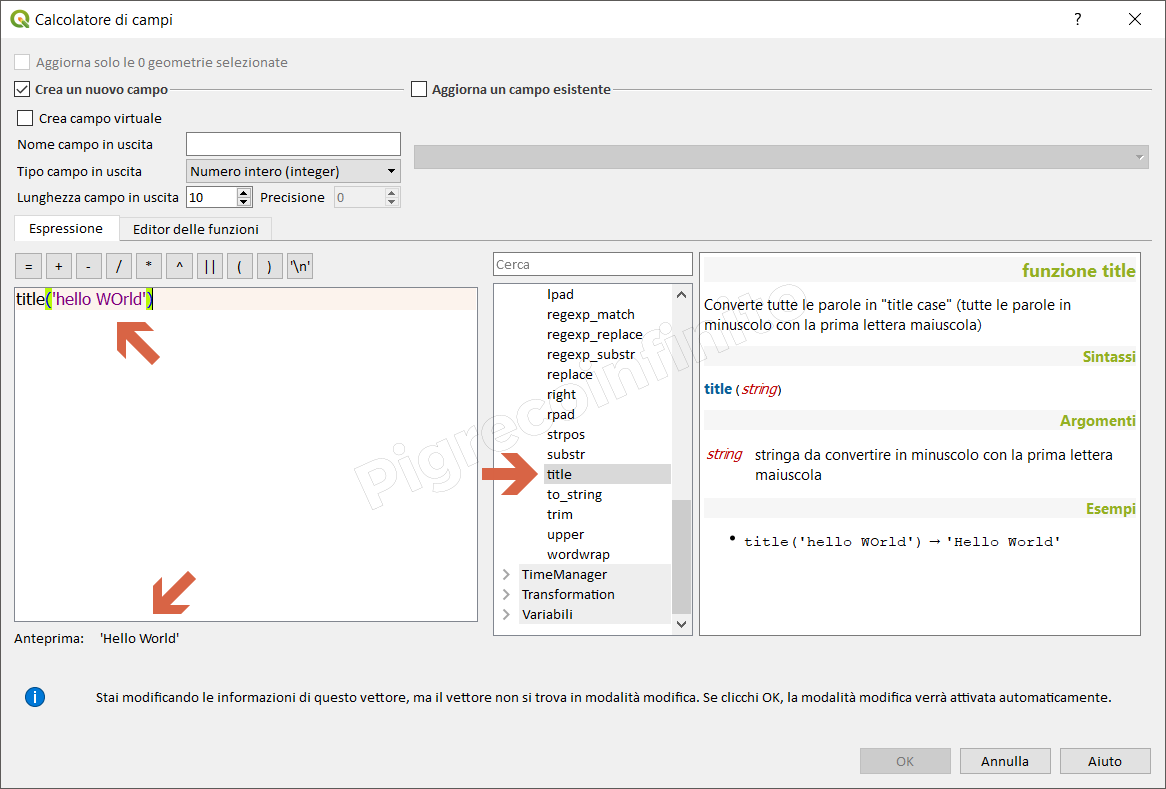 Calcolatore di campi
?
Aggiorna solo le 0 geometrie selezionate
Crea un nuovo campo
Aggiorna un campo esistente
Crea campo virtuale
Nome campo in uscita
Tipo campo in uscita Numero intero (integer)
Lunghezza campo in uscita 10 Precisione 0
Espressione Editor delle funzioni
= + - / * ^ || ( ) '\n'
title('hello WOrld')
Anteprima: 'Hello World'
Cerca
lpad
regexp_match
regexp_replace
regexp_substr
replace
right
rpad
strpos
substr
title
to_string
trim
upper
wordwrap
TimeManager
Transformation
Variabili
funzione title
Converte tutte le parole in "title case" (tutte le parole in
minuscolo con la prima lettera maiuscola)
Sintassi
title (string)
Argomenti
string stringa da convertire in minuscolo con la prima lettera
maiuscola
Esempi
• title('hello WOrld') → 'Hello World'
Pigrecoinfinito
Stai modificando le informazioni di questo vettore, ma il vettore non si trova in modalità modifica. Se clicchi OK, la modalità modifica verrà attivata automaticamente.
OK Annulla Aiuto